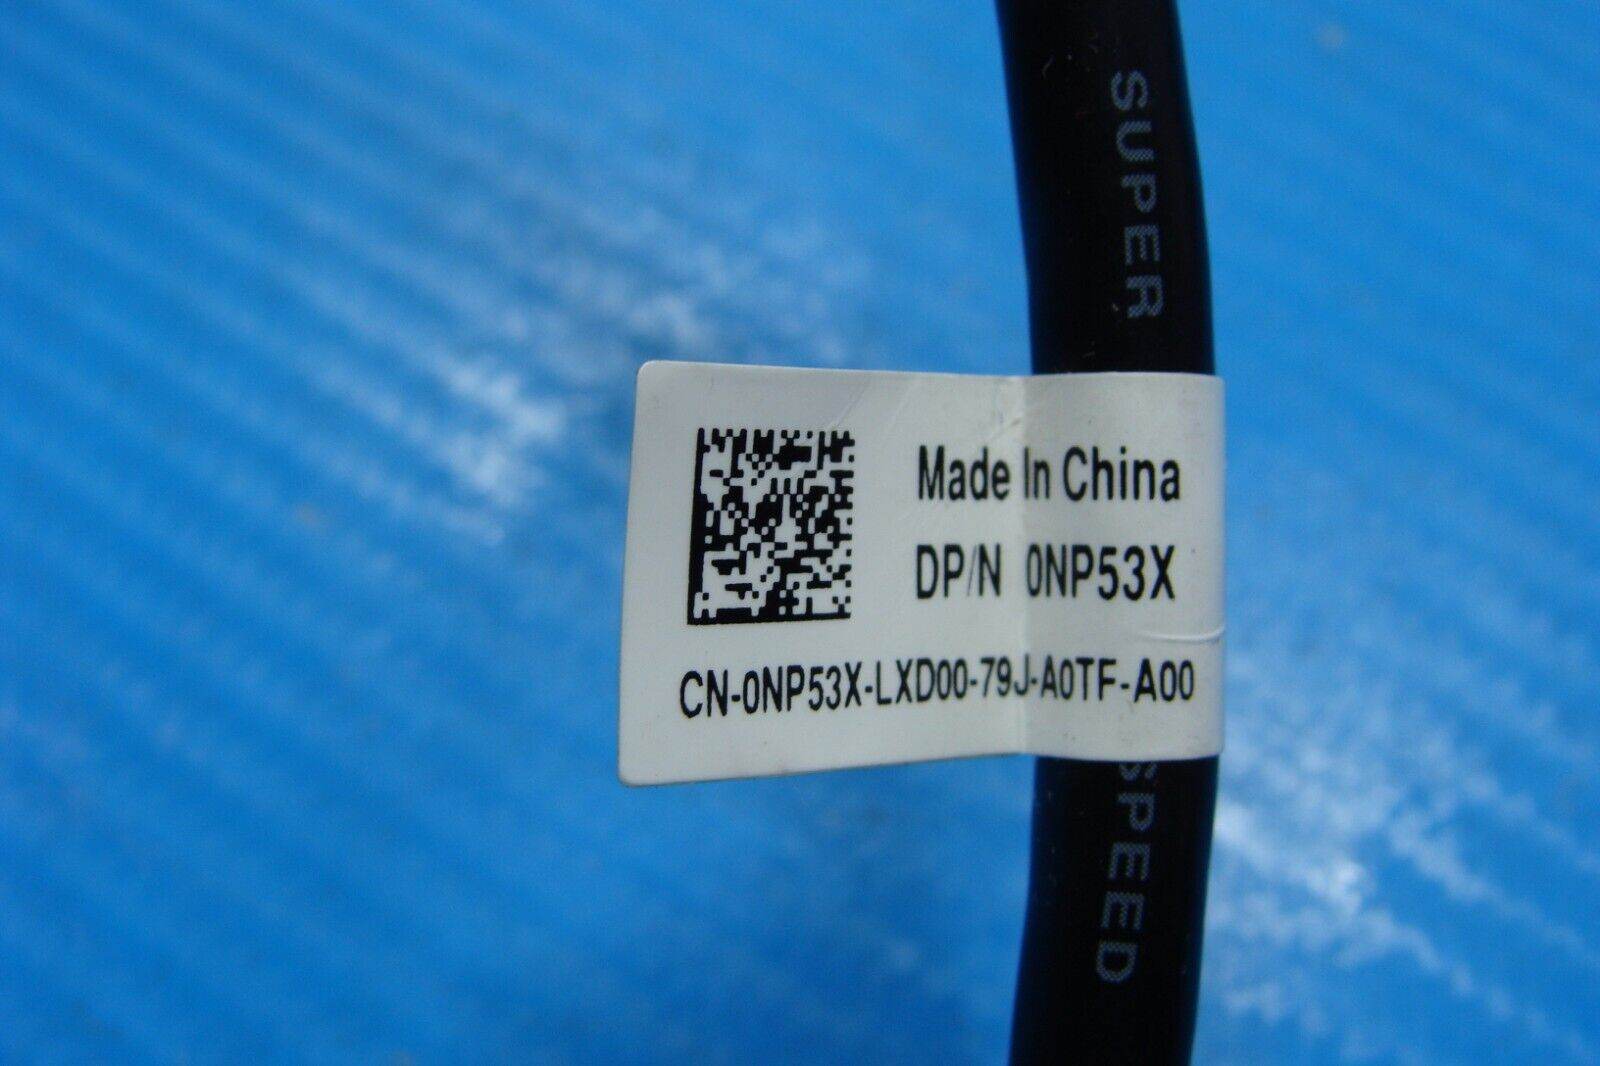 SUPER
Made In China
DP/N 0NP53X
CN-0NP53X-LXD00-79J-A0TF-A00
SPEED